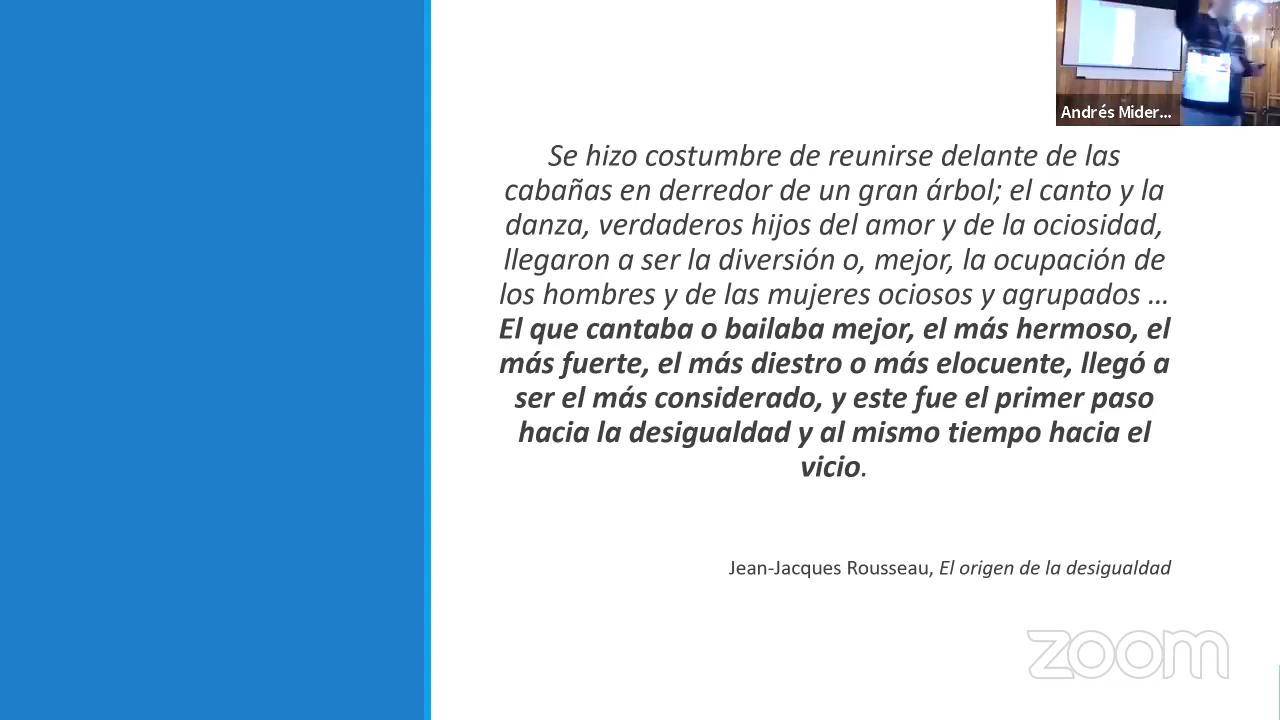 Andrés Mider...
Se hizo costumbre de reunirse delante de las
cabañas en derredor de un gran árbol; el canto y la
danza, verdaderos hijos del amor y de la ociosidad,
llegaron a ser la diversión o, mejor, la ocupación de
los hombres y de las mujeres ociosos y agrupados ...
El que cantaba o bailaba mejor, el más hermoso, el
más fuerte, el más diestro o más elocuente, llegó a
ser el más considerado, y este fue el primer paso
hacia la desigualdad y al mismo tiempo hacia el
vicio.
Jean-Jacques Rousseau, El origen de la desigualdad
zoom